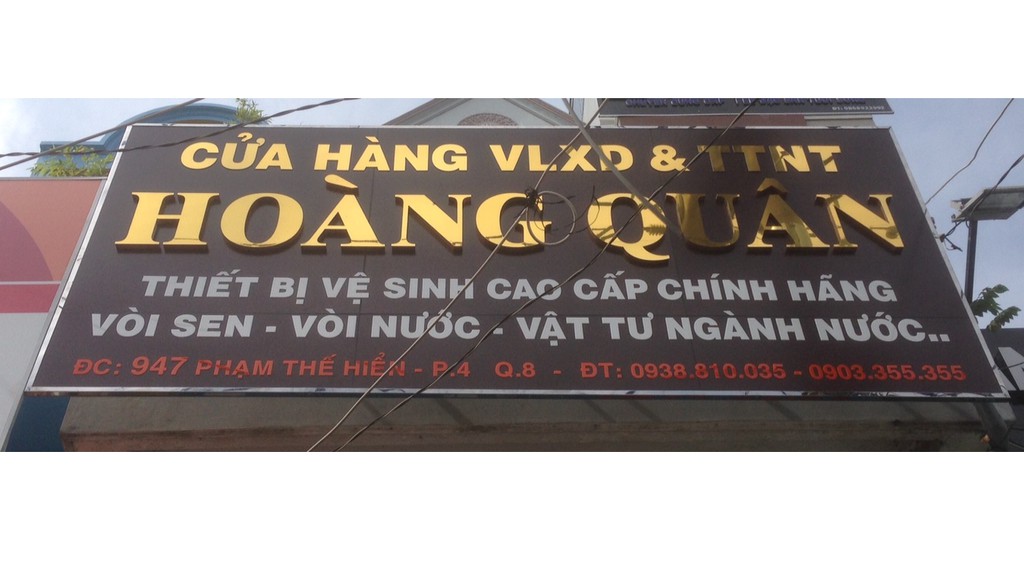 CỬA HÀNG VLXD & TTNT
HOÀNG QUÂN
THIẾT BỊ VỆ SINH CAO CẤP CHÍNH HÃNG
VÒI SEN - VÒI NƯỚC - VẬT TƯ NGÀNH NƯỚC..
ĐC: 947 PHẠM THẾ HIỂN - P.4 Q.8 - ĐT: 0938.810.035 - 0903.355.355